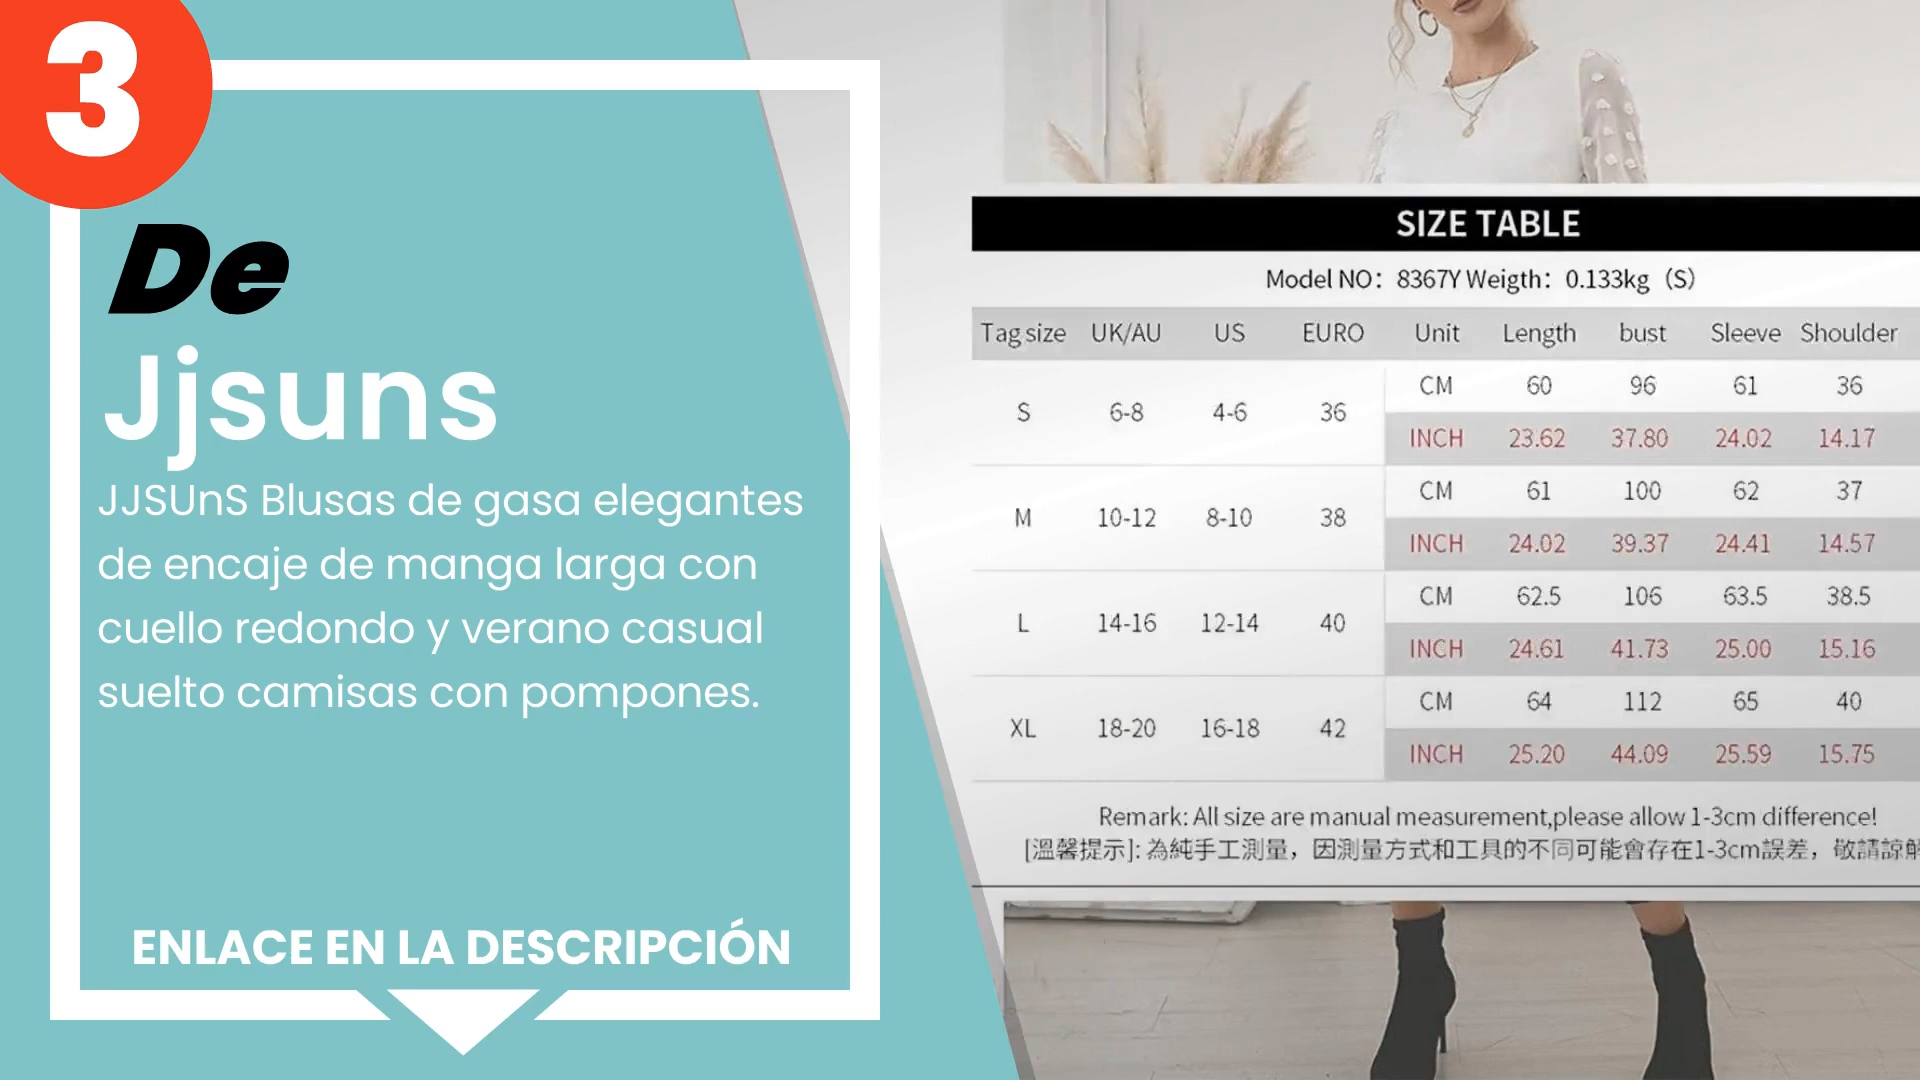 3
De
Jjsuns
JJSUnS Blusas de gasa elegantes
de encaje de manga larga con
cuello redondo y verano casual
suelto camisas con pompones.
ENLACE EN LA DESCRIPCIÓN
SIZE TABLE
Model NO：8367Y Weigth：0.133kg（S）
Tag size UK/AU US EURO Unit Length bust Sleeve Shoulder
S 6-8 4-6 36 CM 60 96 61 36
INCH 23.62 37.80 24.02 14.17
M 10-12 8-10 38 CM 61 100 62 37
INCH 24.02 39.37 24.41 14.57
L 14-16 12-14 40 CM 62.5 106 63.5 38.5
INCH 24.61 41.73 25.00 15.16
XL 18-20 16-18 42 CM 64 112 65 40
INCH 25.20 44.09 25.59 15.75
Remark: All size are manual measurement,please allow 1-3cm difference!
[溫馨提示]: 為純手工測量，因測量方式和工具的不同可能會存在1-3cm誤差，敬請諒解